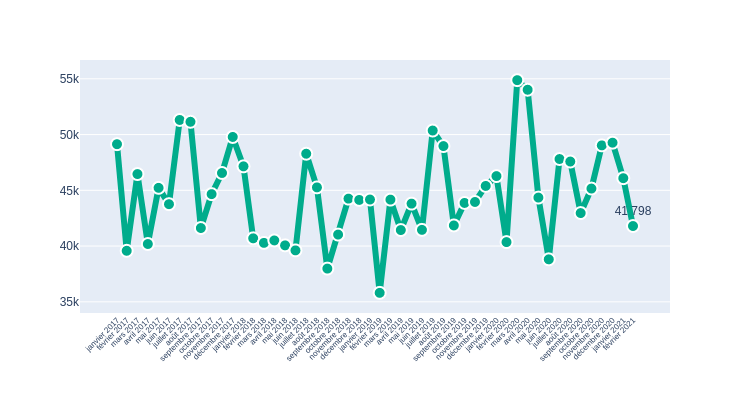 55k
50k
45k
40k
35k
41,798
janvier 2017
février 2017
mars 2017
avril 2017
mai 2017
juin 2017
juillet 2017
août 2017
septembre 2017
octobre 2017
novembre 2017
décembre 2017
janvier 2018
février 2018
mars 2018
avril 2018
mai 2018
juin 2018
juillet 2018
août 2018
septembre 2018
octobre 2018
novembre 2018
décembre 2018
janvier 2019
février 2019
mars 2019
avril 2019
mai 2019
juin 2019
juillet 2019
août 2019
septembre 2019
octobre 2019
novembre 2019
décembre 2019
janvier 2020
février 2020
mars 2020
avril 2020
mai 2020
juin 2020
juillet 2020
août 2020
septembre 2020
octobre 2020
novembre 2020
décembre 2020
janvier 2021
février 2021